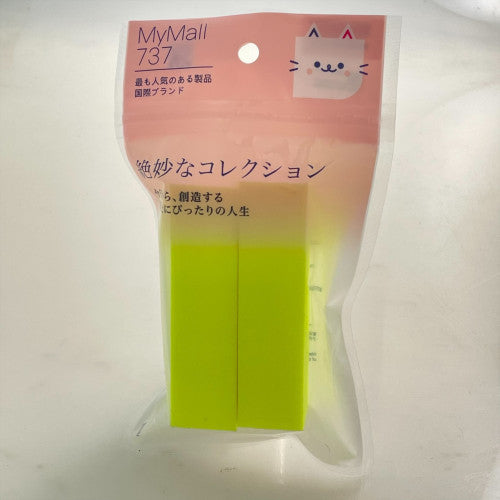 MyMall
737
最も人気のある製品
国際ブランド
絶妙なコレクション
ら、創造する
にぴったりの人生